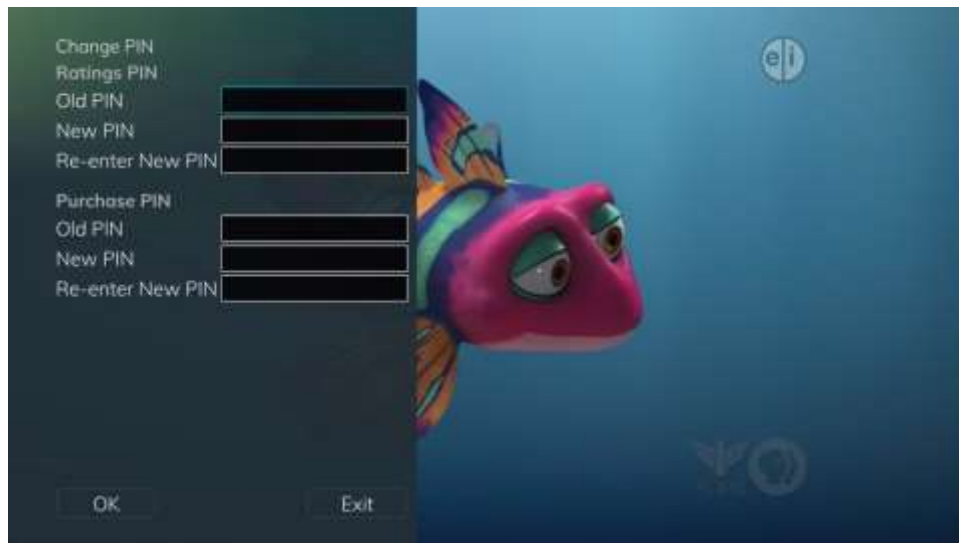 Change PIN
Ratings PIN
Old PIN
New PIN
Re-enter New PIN
Purchase PIN
Old PIN
New PIN
Re-enter New PIN
OK
Exit
e i